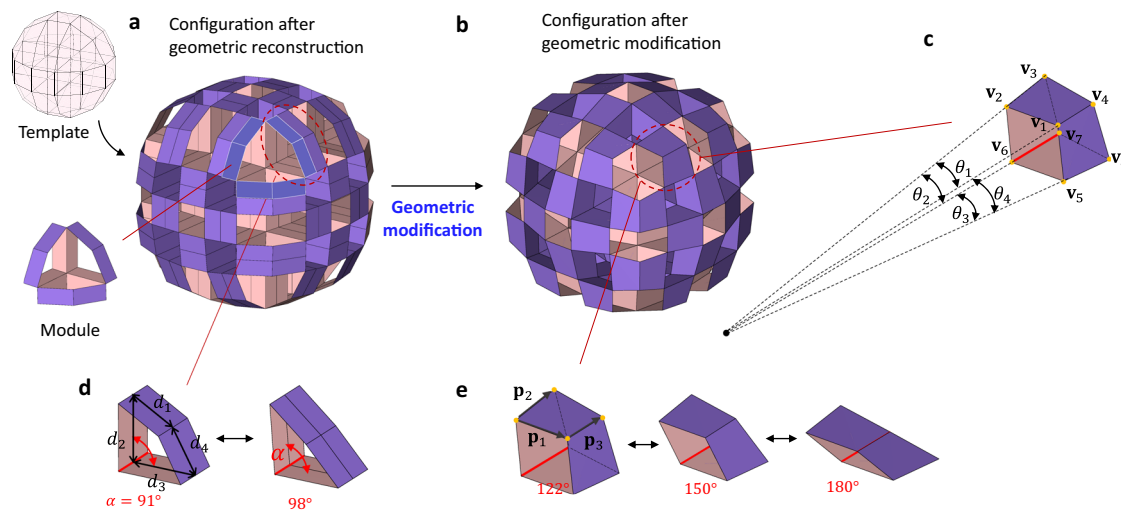 a
Configuration after
geometric reconstruction
Template
Module
Geometric
modification
b
Configuration after
geometric modification
c
v₃
v₂
v₄
v₁
v₇
v₆
v₅
v
θ₁
θ₂
θ₃
θ₄
d
d₁
d₂
d₄
d₃
α
α = 91°
98°
e
p₂
p₁
p₃
122°
150°
180°